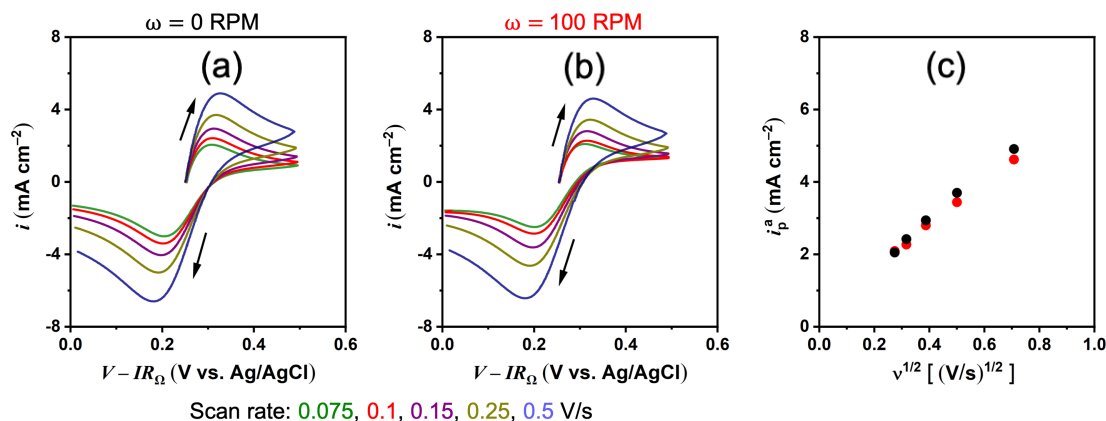 ω = 0 RPM
ω = 100 RPM
(a)
(b)
(c)
8
4
0
-4
-8
i (mA cm⁻²)
0.0 0.2 0.4 0.6
V – IR_Ω (V vs. Ag/AgCl)
8
4
0
-4
-8
i (mA cm⁻²)
0.0 0.2 0.4 0.6
V – IR_Ω (V vs. Ag/AgCl)
8
6
4
2
0
i_p^a (mA cm⁻²)
0.0 0.2 0.4 0.6 0.8 1.0
ν^1/2 [ (V/s)^1/2 ]
Scan rate: 0.075, 0.1, 0.15, 0.25, 0.5 V/s